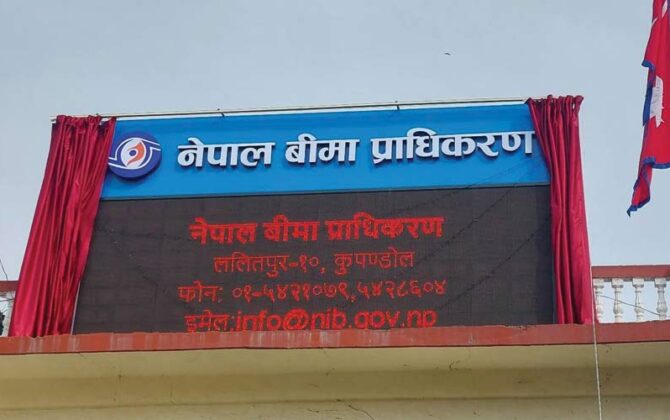 नेपाल बीमा प्राधिकरण
नेपाल बीमा प्राधिकरण
ललितपुर-१०, कुपण्डोल
फोन: ०१-५४२१०७९,५४२८६०४
इमेल:info@nib.gov.np